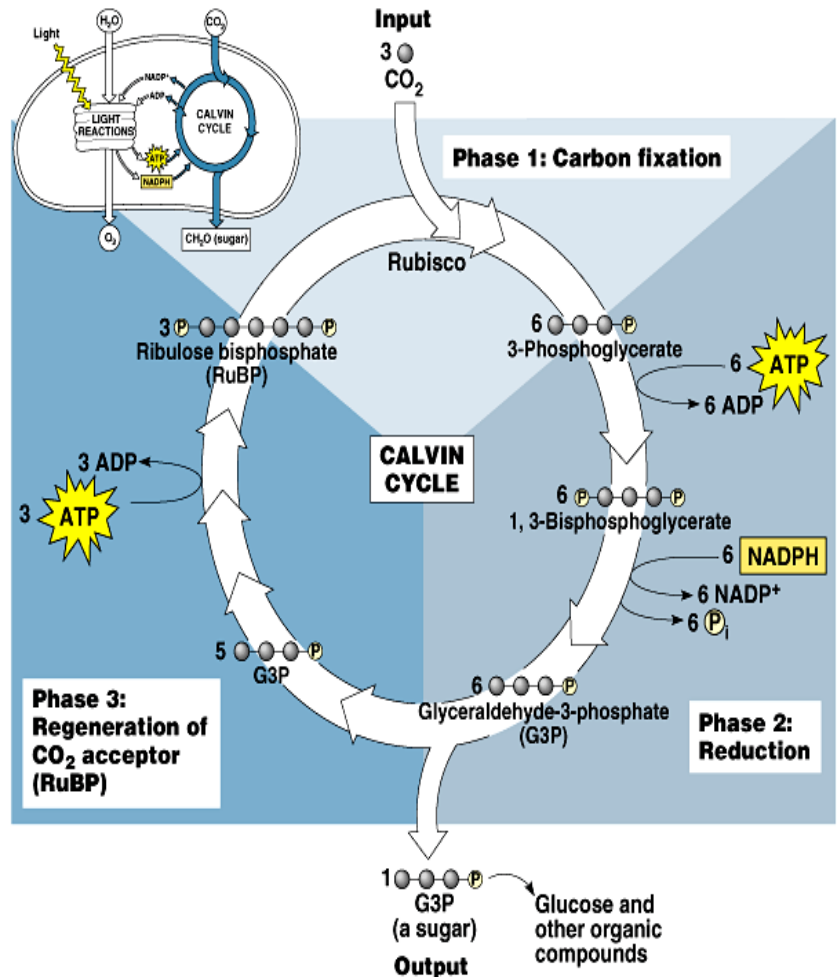 Input
3
CO₂
H₂O
CO₂
Light
NADP⁺
ADP
LIGHT
REACTIONS
CALVIN
CYCLE
ATP
NADPH
O₂
CH₂O (sugar)
Phase 1: Carbon fixation
Rubisco
3 P P
Ribulose bisphosphate
(RuBP)
6 P
3-Phosphoglycerate
6 ATP
6 ADP
CALVIN
CYCLE
3 ADP
3 ATP
6 P P
1, 3-Bisphosphoglycerate
6 NADPH
6 NADP⁺
6 Pi
5 P
G3P
6 P
Glyceraldehyde-3-phosphate
(G3P)
Phase 3:
Regeneration of
CO₂ acceptor
(RuBP)
Phase 2:
Reduction
1 P
G3P
(a sugar)
Output
Glucose and
other organic
compounds